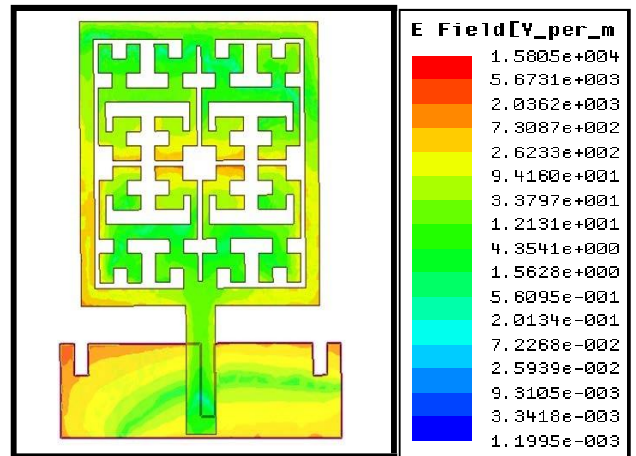 E Field[V_per_m
1.5805e+004
5.6731e+003
2.0362e+003
7.3087e+002
2.6233e+002
9.4160e+001
3.3797e+001
1.2131e+001
4.3541e+000
1.5628e+000
5.6095e-001
2.0134e-001
7.2268e-002
2.5939e-002
9.3105e-003
3.3418e-003
1.1995e-003